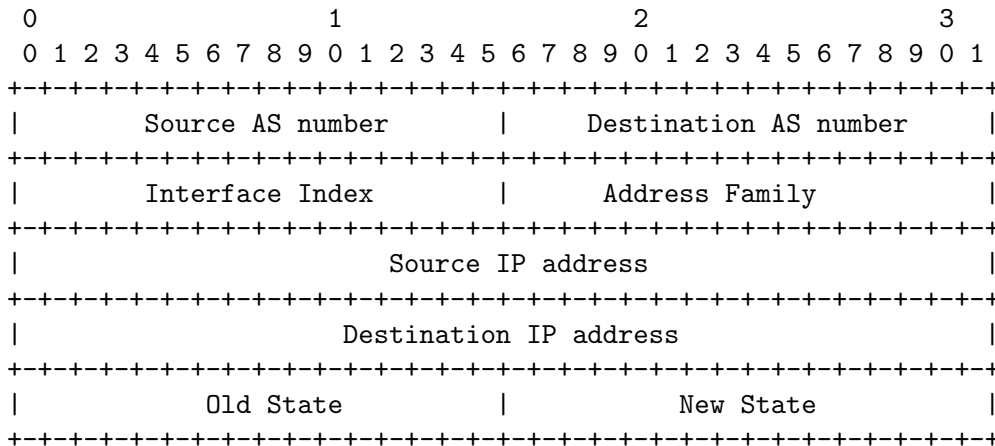 0                   1                   2                   3
0 1 2 3 4 5 6 7 8 9 0 1 2 3 4 5 6 7 8 9 0 1 2 3 4 5 6 7 8 9 0 1
+-+-+-+-+-+-+-+-+-+-+-+-+-+-+-+-+-+-+-+-+-+-+-+-+-+-+-+-+-+-+-+-+
|        Source AS number       |     Destination AS number     |
+-+-+-+-+-+-+-+-+-+-+-+-+-+-+-+-+-+-+-+-+-+-+-+-+-+-+-+-+-+-+-+-+
|        Interface Index        |      Address Family           |
+-+-+-+-+-+-+-+-+-+-+-+-+-+-+-+-+-+-+-+-+-+-+-+-+-+-+-+-+-+-+-+-+
|                        Source IP address                      |
+-+-+-+-+-+-+-+-+-+-+-+-+-+-+-+-+-+-+-+-+-+-+-+-+-+-+-+-+-+-+-+-+
|                     Destination IP address                    |
+-+-+-+-+-+-+-+-+-+-+-+-+-+-+-+-+-+-+-+-+-+-+-+-+-+-+-+-+-+-+-+-+
|            Old State          |           New State           |
+-+-+-+-+-+-+-+-+-+-+-+-+-+-+-+-+-+-+-+-+-+-+-+-+-+-+-+-+-+-+-+-+